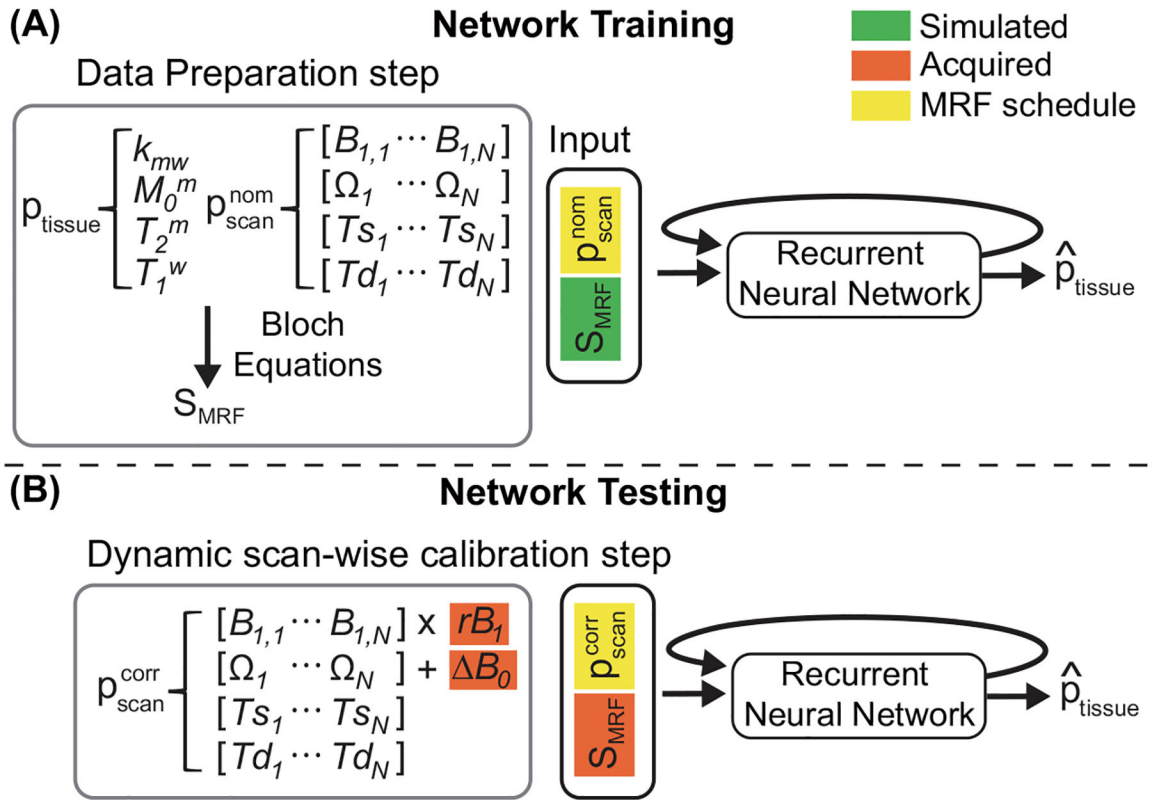 (A)
Network Training
Simulated
Acquired
MRF schedule
Data Preparation step
p_tissue
k_mw
M_0^m
T_2^m
T_1^w
p_scan^nom
[B_1,1 ··· B_1,N]
[Ω_1 ··· Ω_N]
[Ts_1 ··· Ts_N]
[Td_1 ··· Td_N]
Bloch
Equations
S_MRF
Input
p_scan^nom
S_MRF
Recurrent
Neural Network
p̂_tissue
(B)
Network Testing
Dynamic scan-wise calibration step
p_scan^corr
[B_1,1 ··· B_1,N] x rB_1
[Ω_1 ··· Ω_N] + ΔB_0
[Ts_1 ··· Ts_N]
[Td_1 ··· Td_N]
p_scan^corr
S_MRF
Recurrent
Neural Network
p̂_tissue